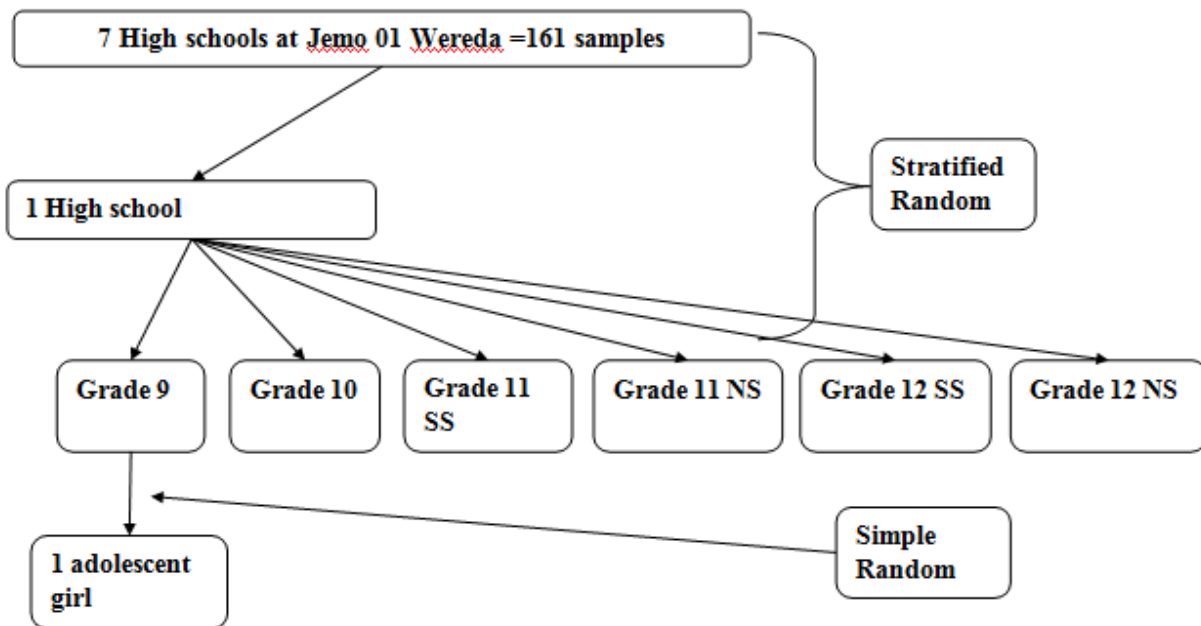 7 High schools at Jemo 01 Wereda =161 samples
Stratified
Random
1 High school
Grade 9
Grade 10
Grade 11
SS
Grade 11 NS
Grade 12 SS
Grade 12 NS
1 adolescent
girl
Simple
Random